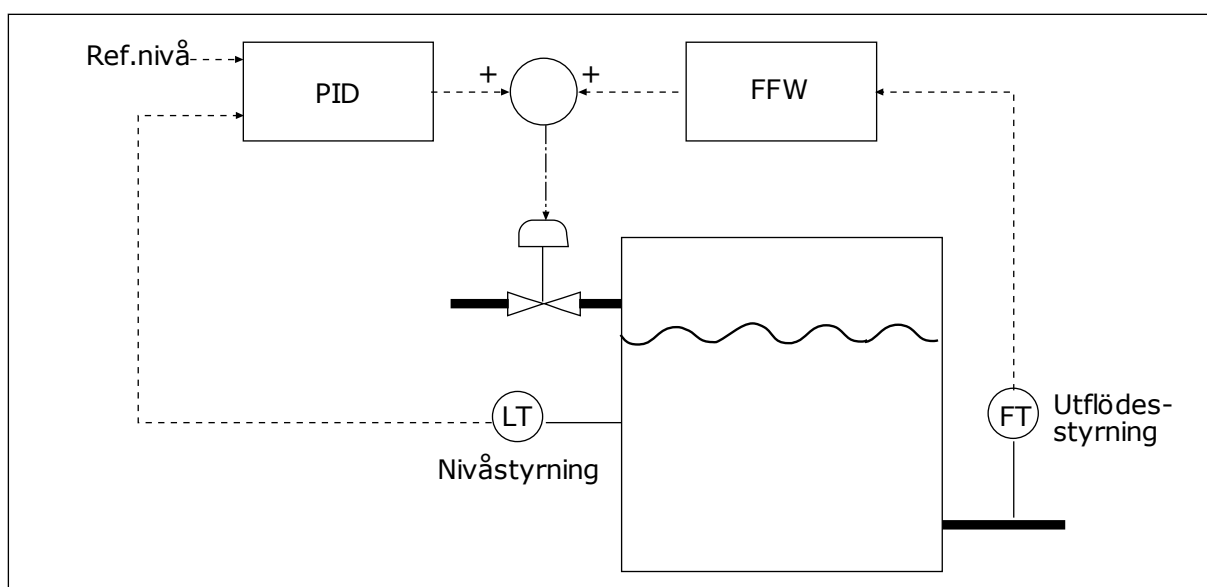 Ref.nivå
PID
+
+
FFW
LT
Nivåstyrning
FT
Utflödes-
styrning